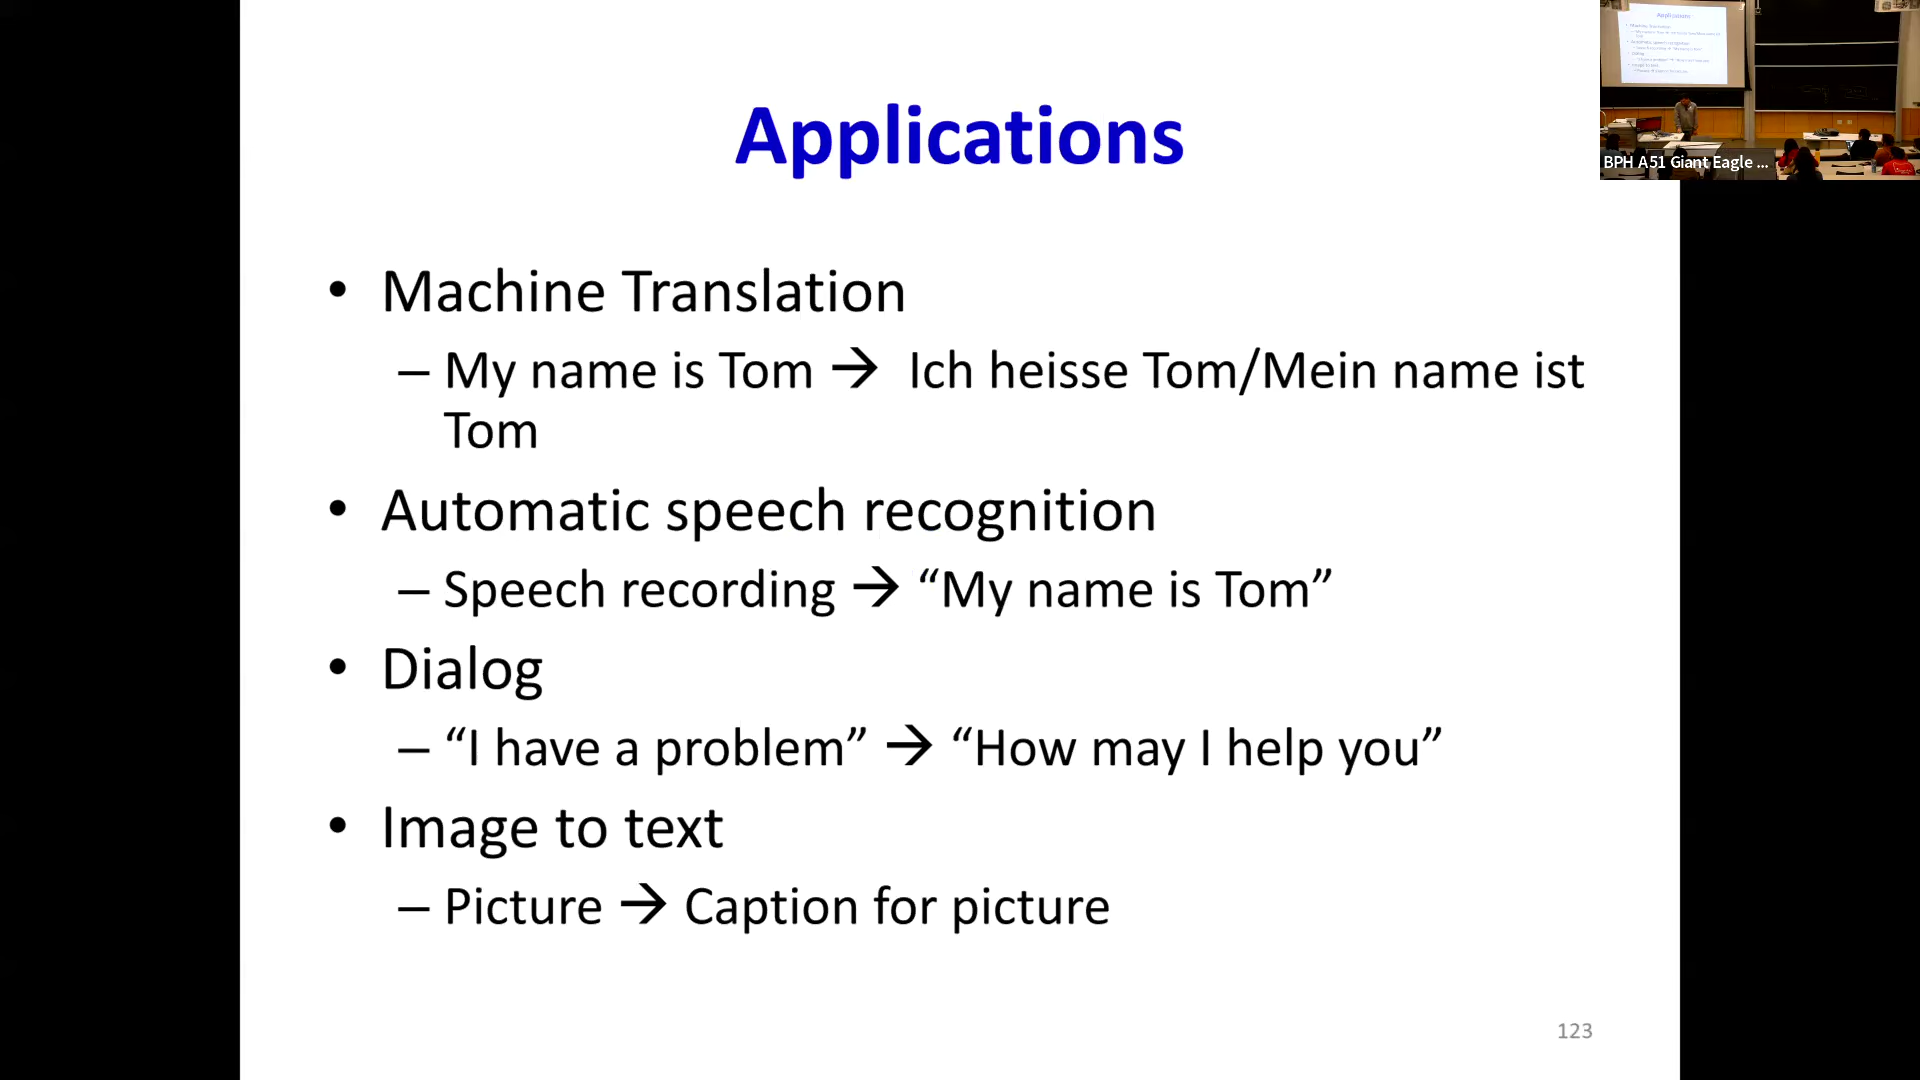 Applications
• Machine Translation
– My name is Tom → Ich heisse Tom/Mein name ist
Tom
• Automatic speech recognition
– Speech recording → “My name is Tom”
• Dialog
– “I have a problem” → “How may I help you”
• Image to text
– Picture → Caption for picture
123
BPH A51 Giant Eagle ...